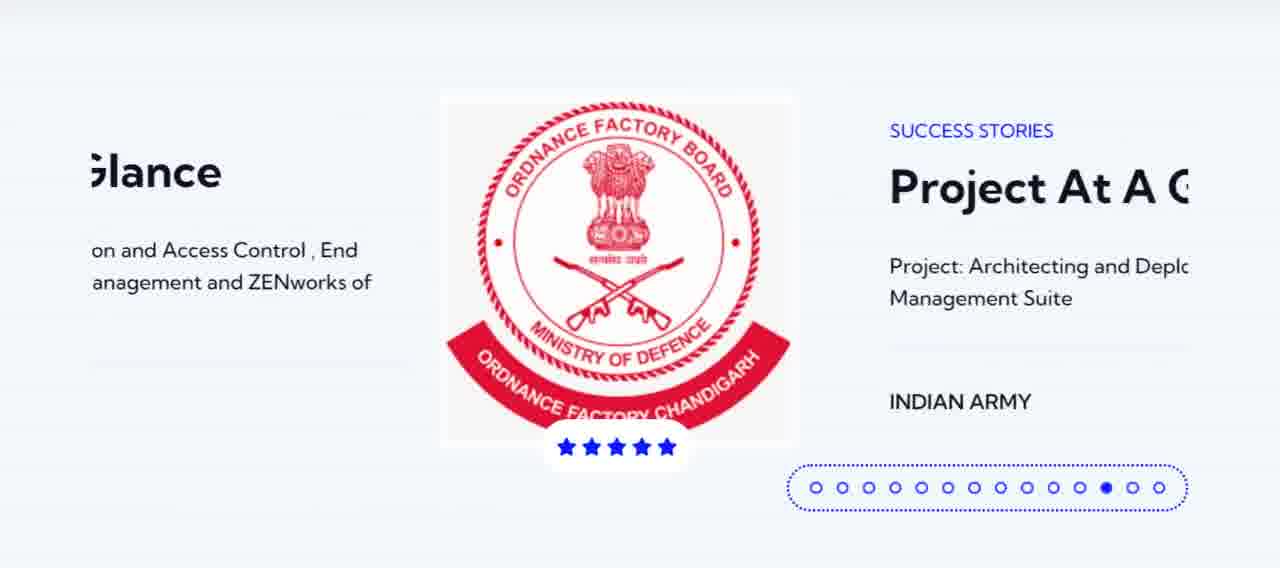 Glance
on and Access Control , End
anagement and ZENworks of
ORDNANCE FACTORY BOARD
सत्यमेव जयते
MINISTRY OF DEFENCE
ORDNANCE FACTORY CHANDIGARH
SUCCESS STORIES
Project At A G
Project: Architecting and Deplo
Management Suite
INDIAN ARMY